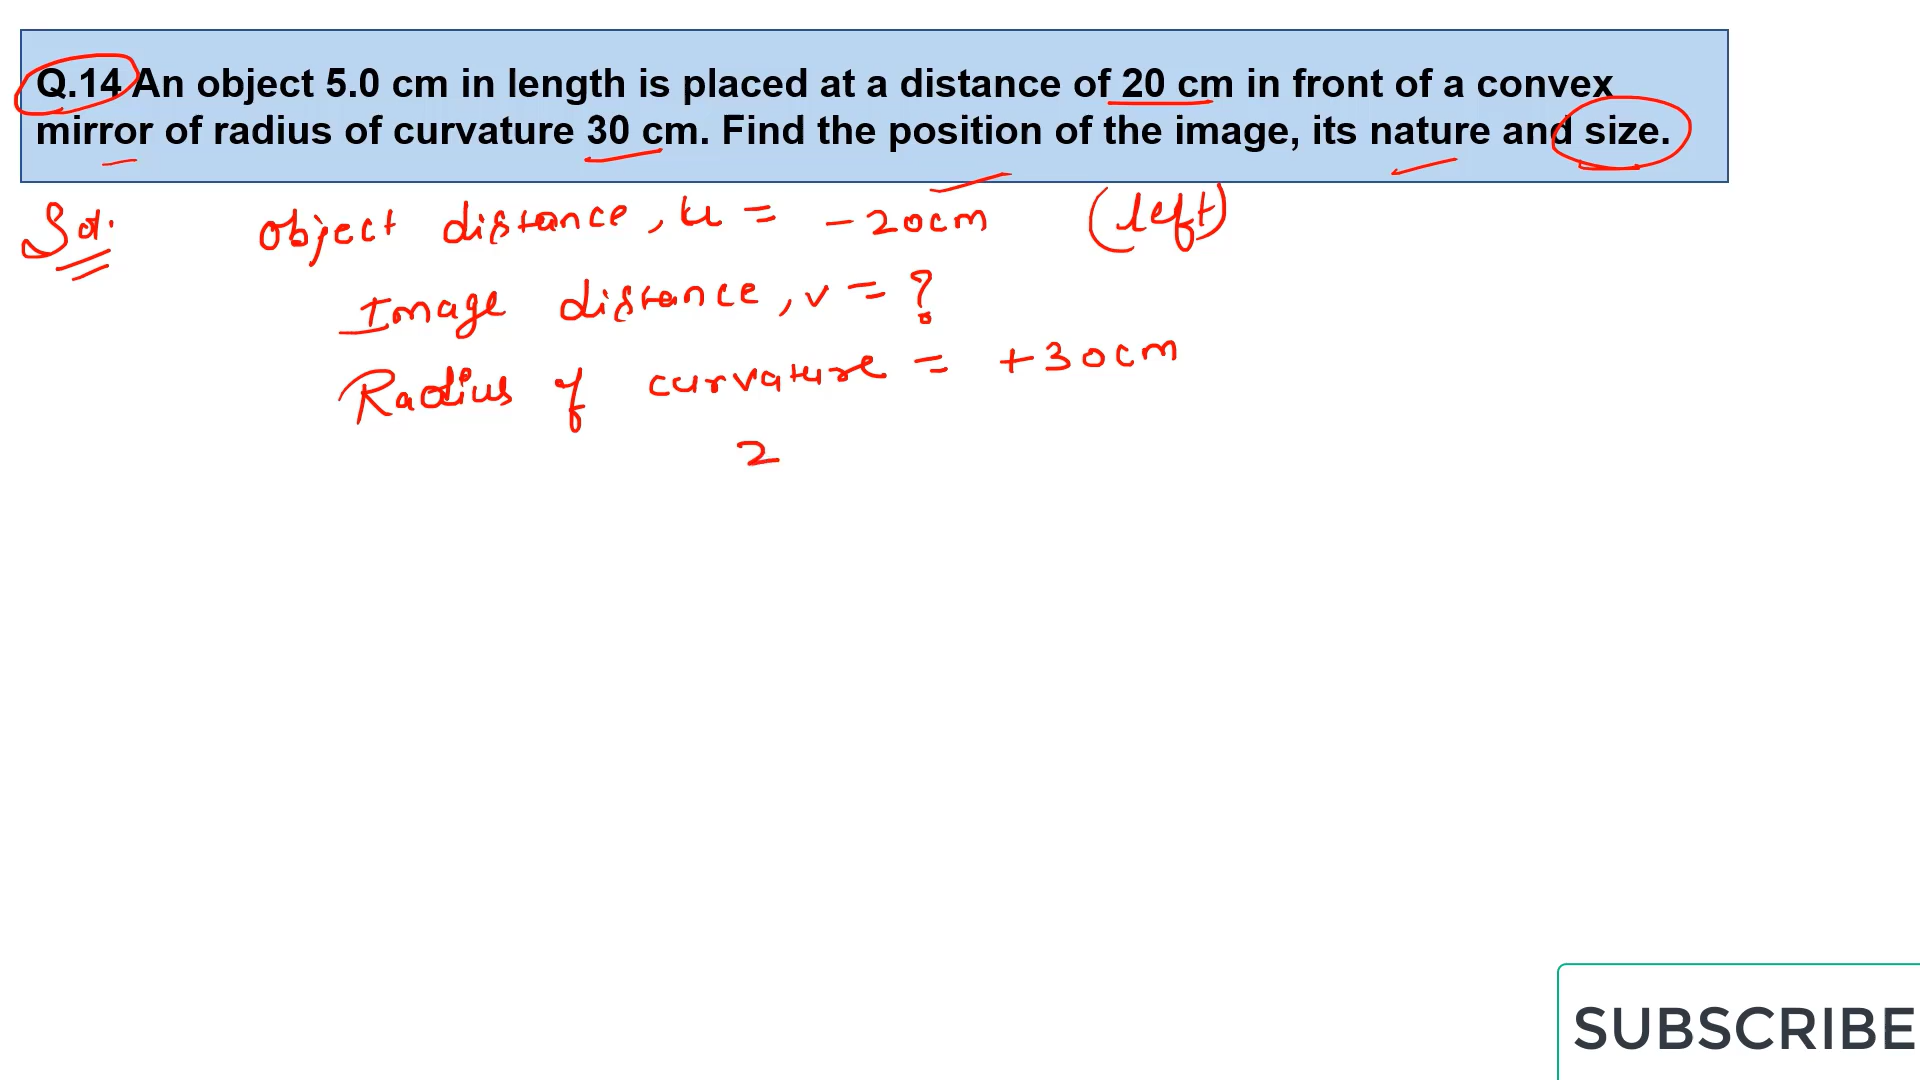 Q.14 An object 5.0 cm in length is placed at a distance of 20 cm in front of a convex
mirror of radius of curvature 30 cm. Find the position of the image, its nature and size.
Sol. object distance, u = -20cm (left)
Image distance, v = ?
Radius of curvature = +30cm
2
SUBSCRIBE